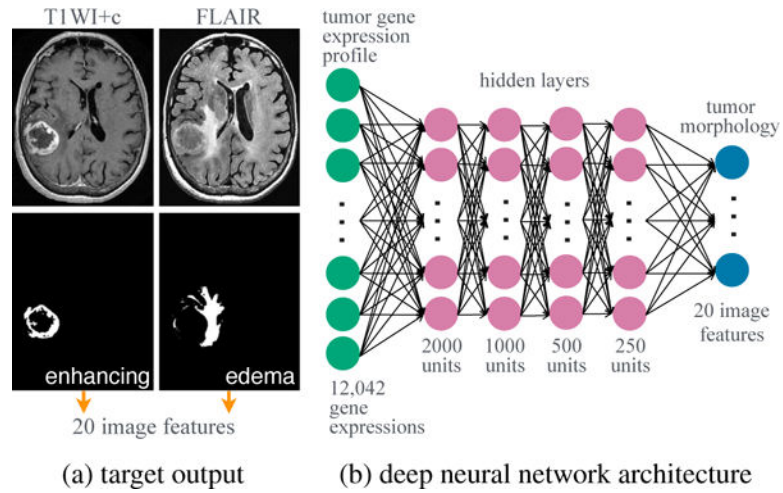 T1WI+c
FLAIR
enhancing
edema
20 image features
(a) target output
tumor gene
expression
profile
hidden layers
tumor
morphology
20 image
features
2000
units
1000
units
500
units
250
units
12,042
gene
expressions
(b) deep neural network architecture